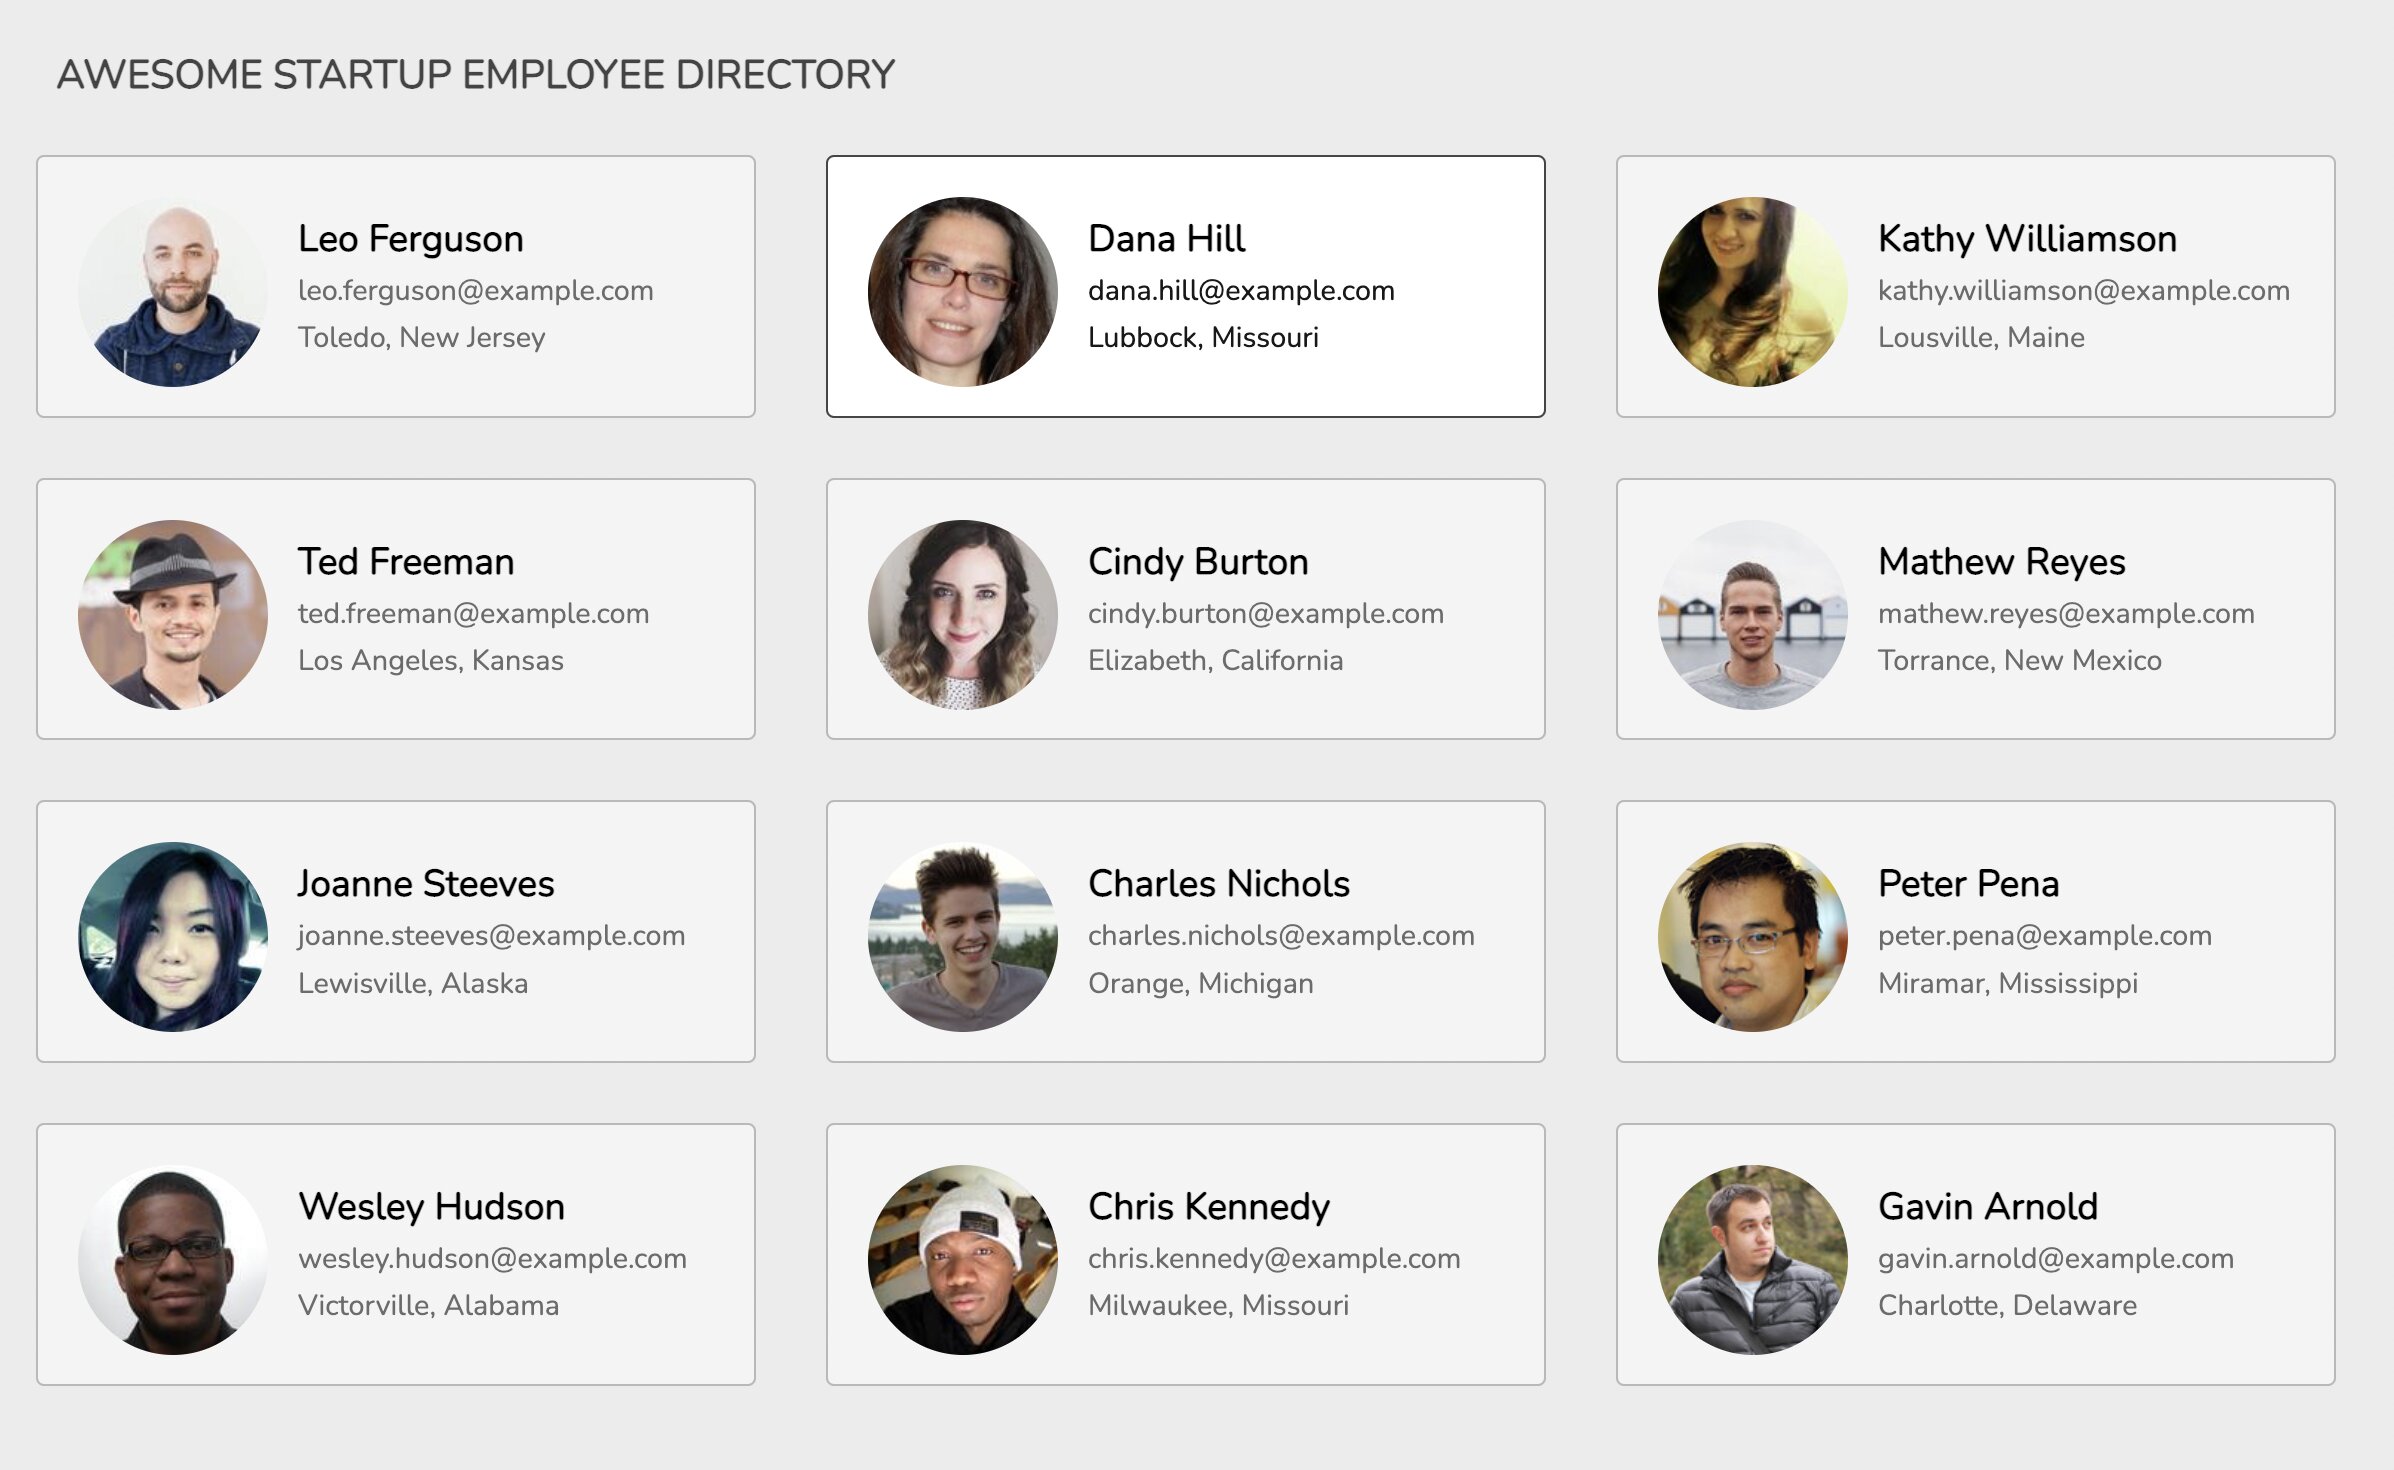 AWESOME STARTUP EMPLOYEE DIRECTORY
Leo Ferguson
leo.ferguson@example.com
Toledo, New Jersey
Dana Hill
dana.hill@example.com
Lubbock, Missouri
Kathy Williamson
kathy.williamson@example.com
Lousville, Maine
Ted Freeman
ted.freeman@example.com
Los Angeles, Kansas
Cindy Burton
cindy.burton@example.com
Elizabeth, California
Mathew Reyes
mathew.reyes@example.com
Torrance, New Mexico
Joanne Steeves
joanne.steeves@example.com
Lewisville, Alaska
Charles Nichols
charles.nichols@example.com
Orange, Michigan
Peter Pena
peter.pena@example.com
Miramar, Mississippi
Wesley Hudson
wesley.hudson@example.com
Victorville, Alabama
Chris Kennedy
chris.kennedy@example.com
Milwaukee, Missouri
Gavin Arnold
gavin.arnold@example.com
Charlotte, Delaware